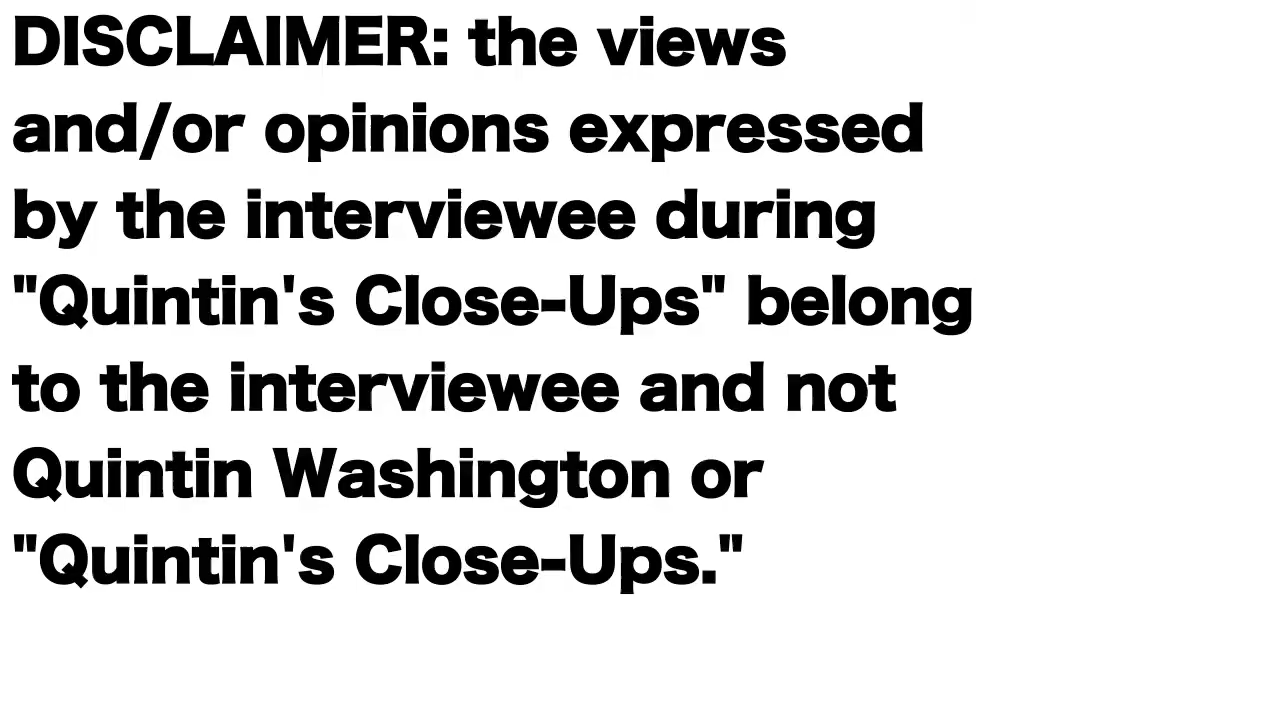 DISCLAIMER: the views
and/or opinions expressed
by the interviewee during
"Quintin's Close-Ups" belong
to the interviewee and not
Quintin Washington or
"Quintin's Close-Ups."